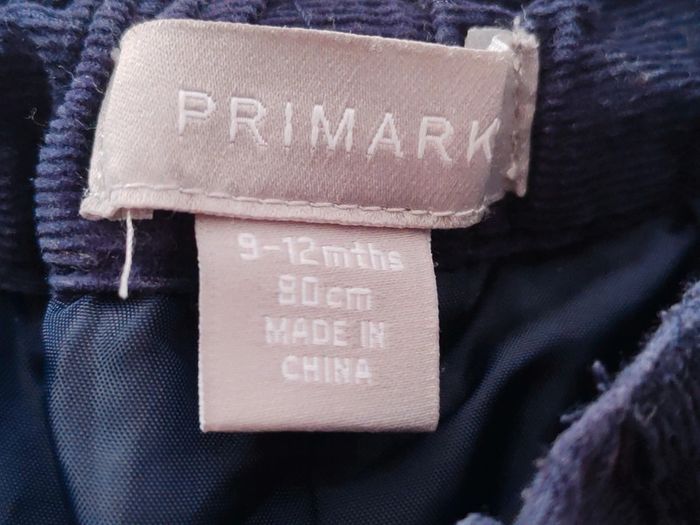 PRIMARK
9-12mths
80cm
MADE IN
CHINA